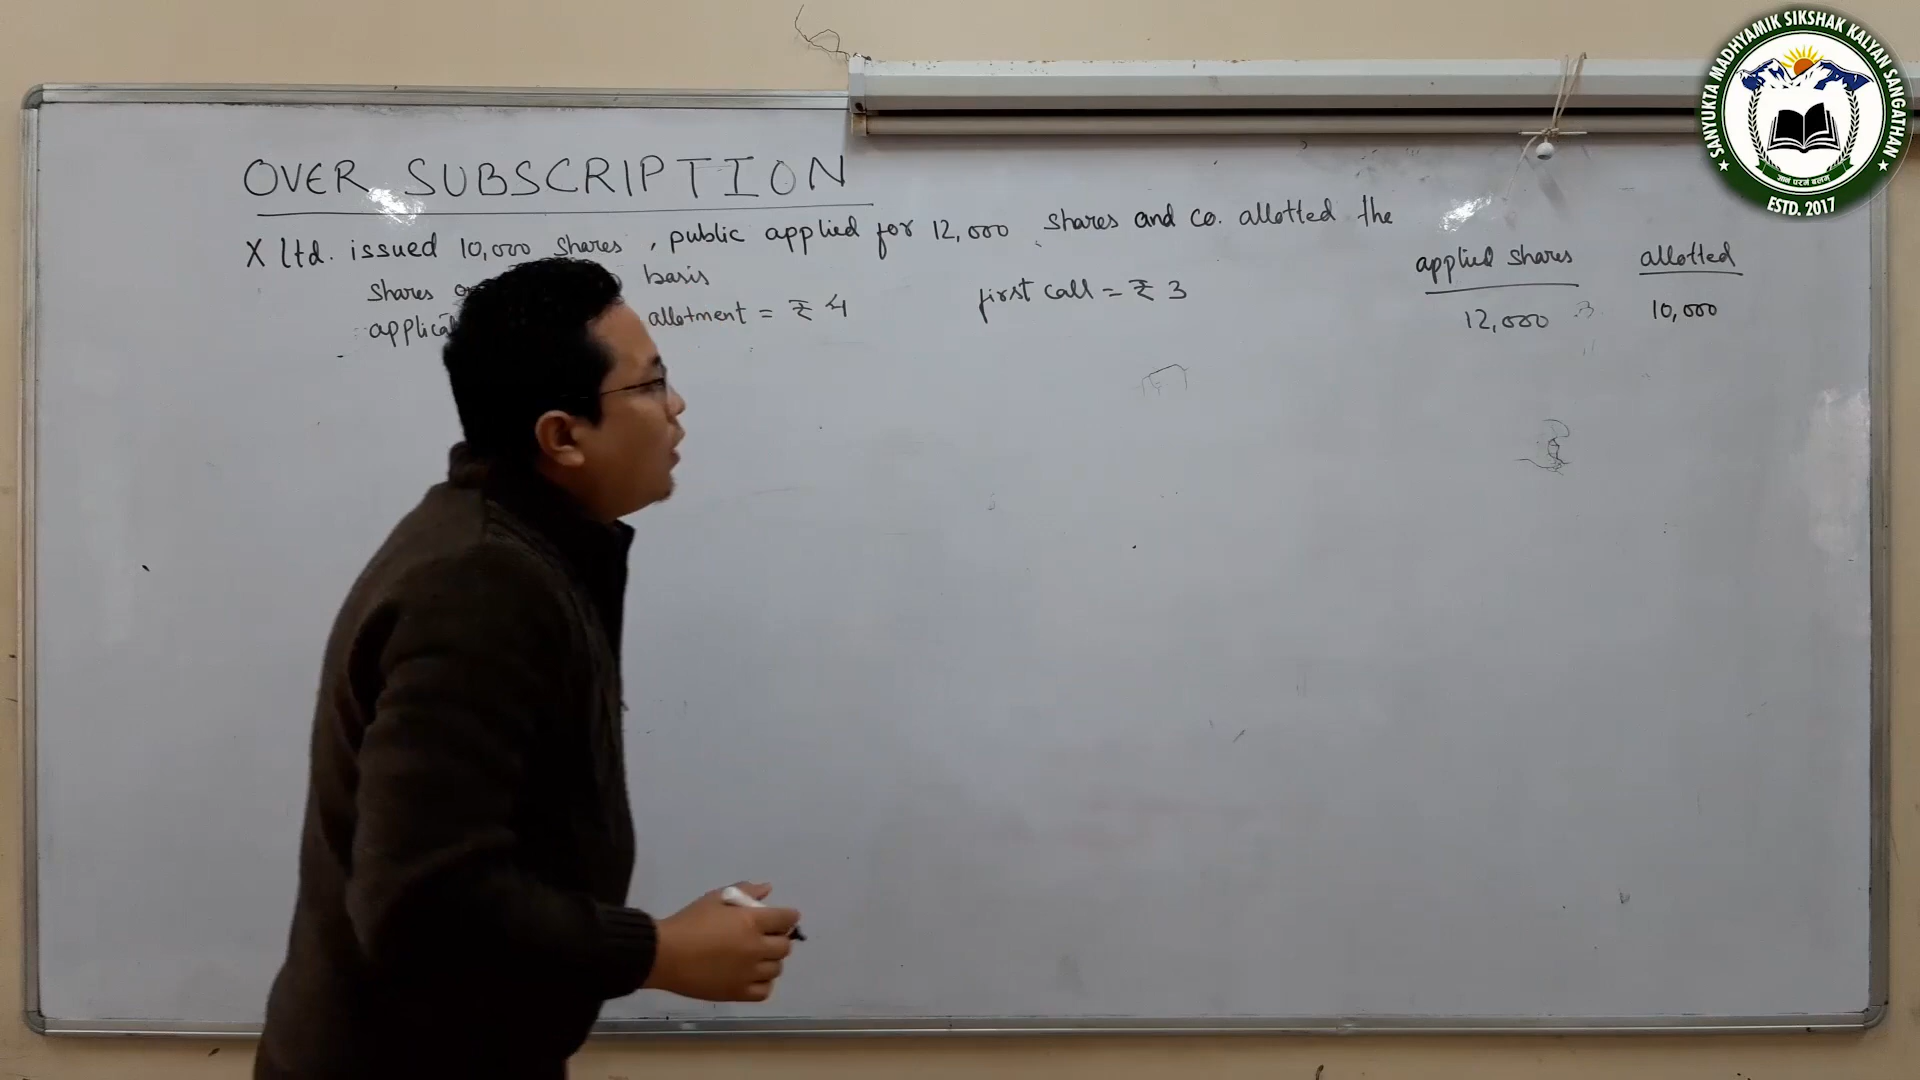 OVER SUBSCRIPTION
X Ltd. issued 10,000 shares, public applied for 12,000 shares and co. allotted the
shares basis
allotment = ₹ 4 first call = ₹ 3
applied shares allotted
12,000 10,000
SANYUKTA MADHYAMIK SIKSHAK KALYAN SANGATHAN
ESTD. 2017